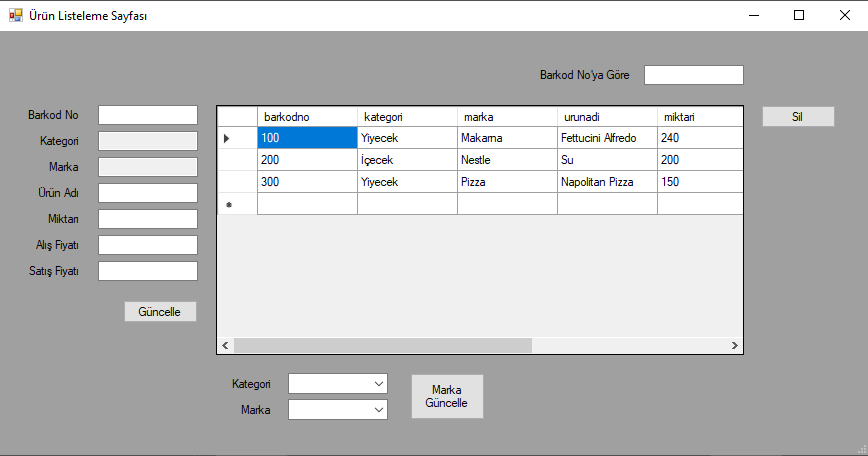 Ürün Listeleme Sayfası
Barkod No'ya Göre
Barkod No
Kategori
Marka
Ürün Adı
Miktarı
Alış Fiyatı
Satış Fiyatı
Güncelle
barkodno kategori marka urunadi miktari
100 Yiyecek Makarna Fettucini Alfredo 240
200 İçecek Nestle Su 200
300 Yiyecek Pizza Napolitan Pizza 150
Sil
Kategori
Marka
Marka
Güncelle